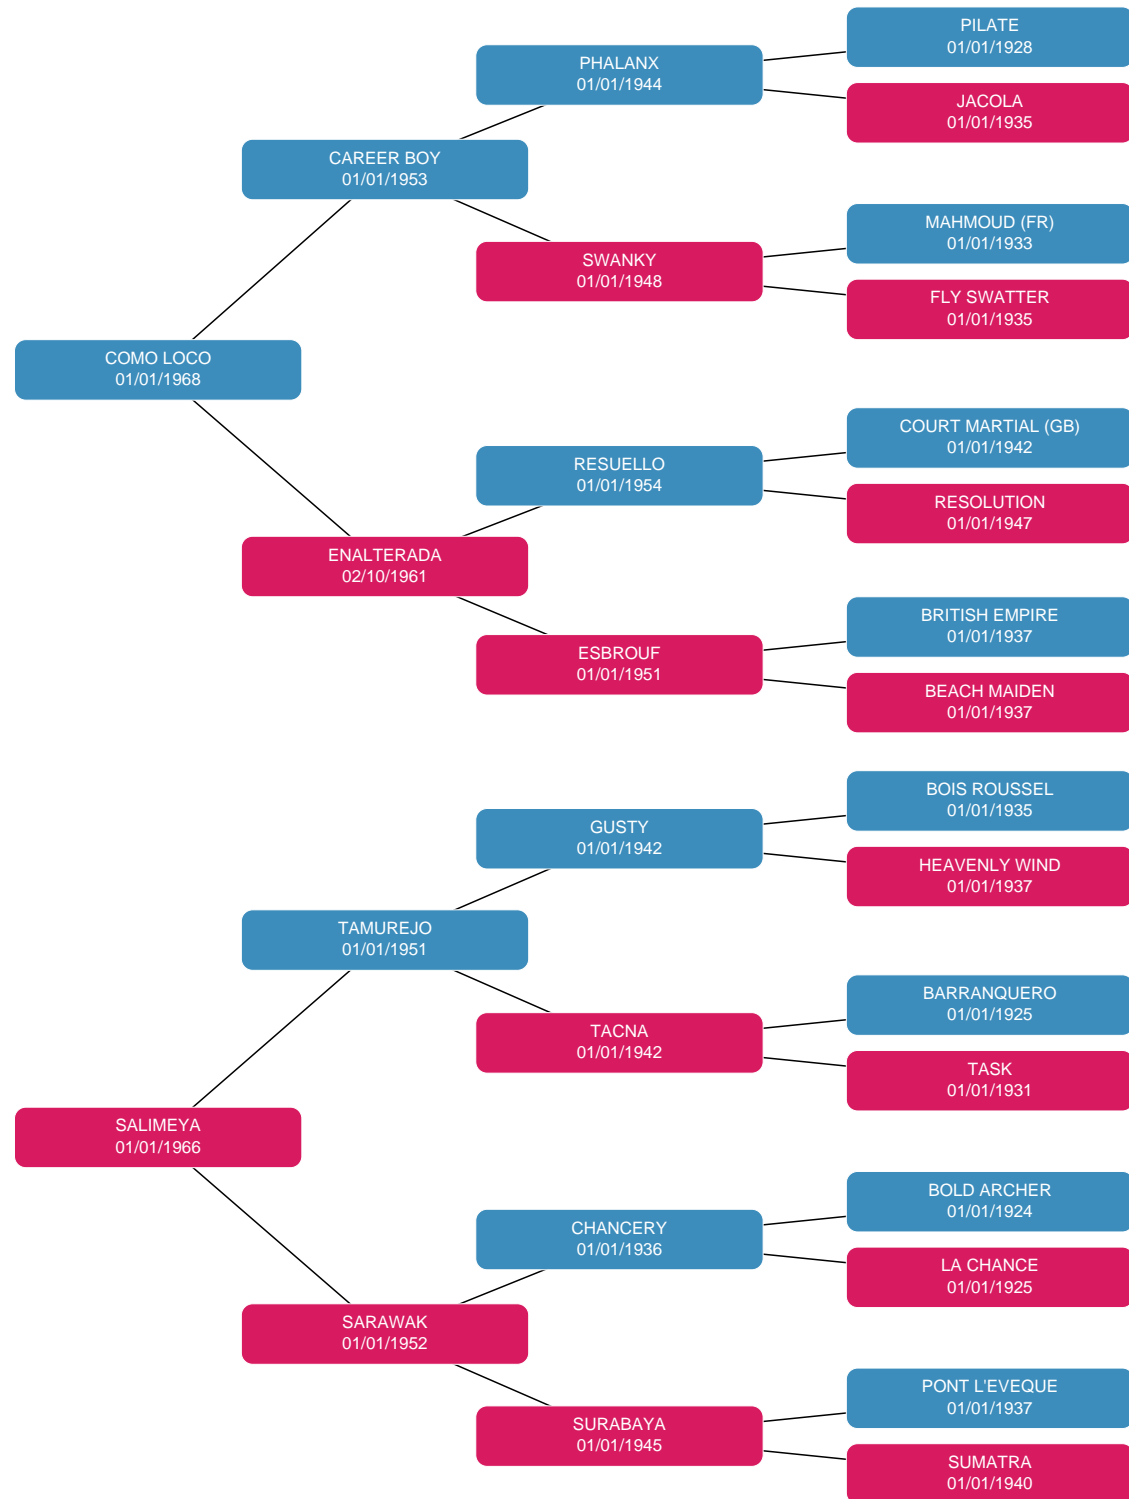 PILATE
01/01/1928
PHALANX
01/01/1944
JACOLA
01/01/1935
CAREER BOY
01/01/1953
MAHMOUD (FR)
01/01/1933
SWANKY
01/01/1948
FLY SWATTER
01/01/1935
COMO LOCO
01/01/1968
COURT MARTIAL (GB)
01/01/1942
RESUELLO
01/01/1954
RESOLUTION
01/01/1947
ENALTERADA
02/10/1961
BRITISH EMPIRE
01/01/1937
ESBROUF
01/01/1951
BEACH MAIDEN
01/01/1937
BOIS ROUSSEL
01/01/1935
GUSTY
01/01/1942
HEAVENLY WIND
01/01/1937
TAMUREJO
01/01/1951
BARRANQUERO
01/01/1925
TACNA
01/01/1942
TASK
01/01/1931
SALIMEYA
01/01/1966
BOLD ARCHER
01/01/1924
CHANCERY
01/01/1936
LA CHANCE
01/01/1925
SARAWAK
01/01/1952
PONT L'EVEQUE
01/01/1937
SURABAYA
01/01/1945
SUMATRA
01/01/1940